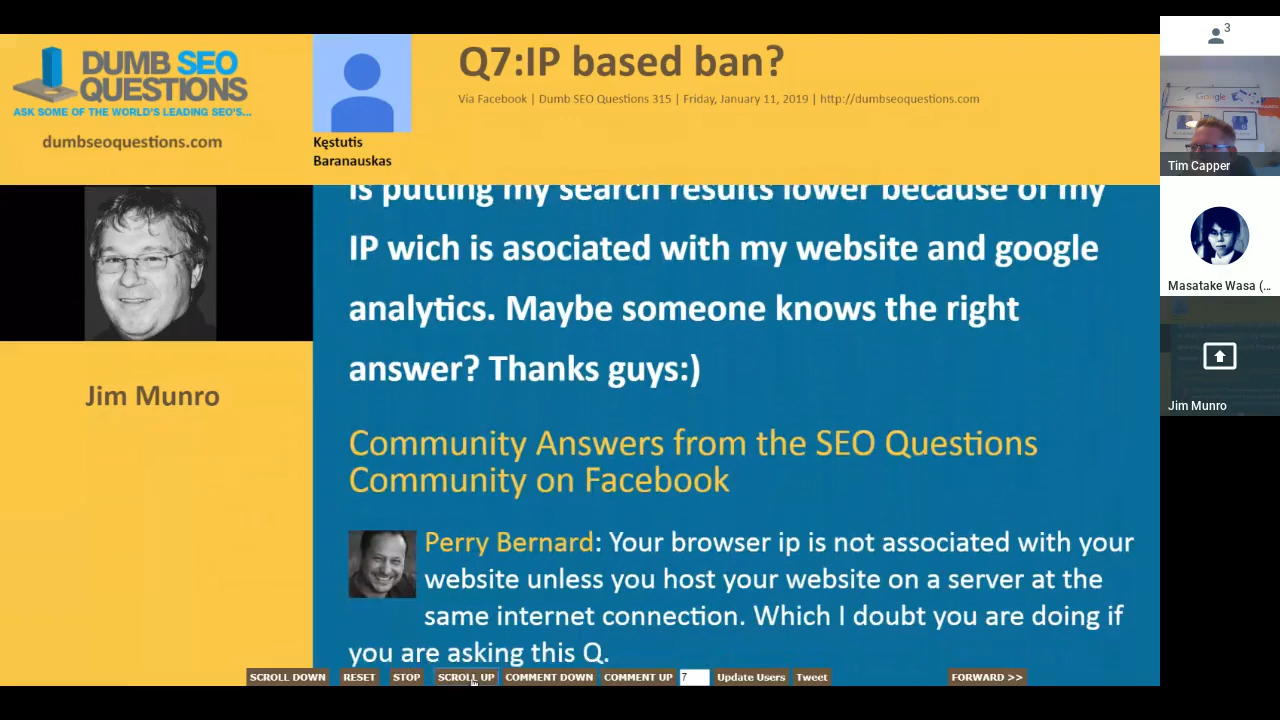 DUMB SEO
QUESTIONS
ASK SOME OF THE WORLD'S LEADING SEO'S...
dumbseoquestions.com
Kęstutis
Baranauskas
Q7:IP based ban?
Via Facebook | Dumb SEO Questions 315 | Friday, January 11, 2019 | http://dumbseoquestions.com
Jim Munro
is putting my search results lower because of my
IP wich is asociated with my website and google
analytics. Maybe someone knows the right
answer? Thanks guys:)
Community Answers from the SEO Questions
Community on Facebook
Perry Bernard: Your browser ip is not associated with your
website unless you host your website on a server at the
same internet connection. Which I doubt you are doing if
you are asking this Q.
SCROLL DOWN
RESET
STOP
SCROLL UP
COMMENT DOWN
COMMENT UP
7
Update Users
Tweet
FORWARD >>
3
Google
Tim Capper
Masatake Wasa (...
Jim Munro